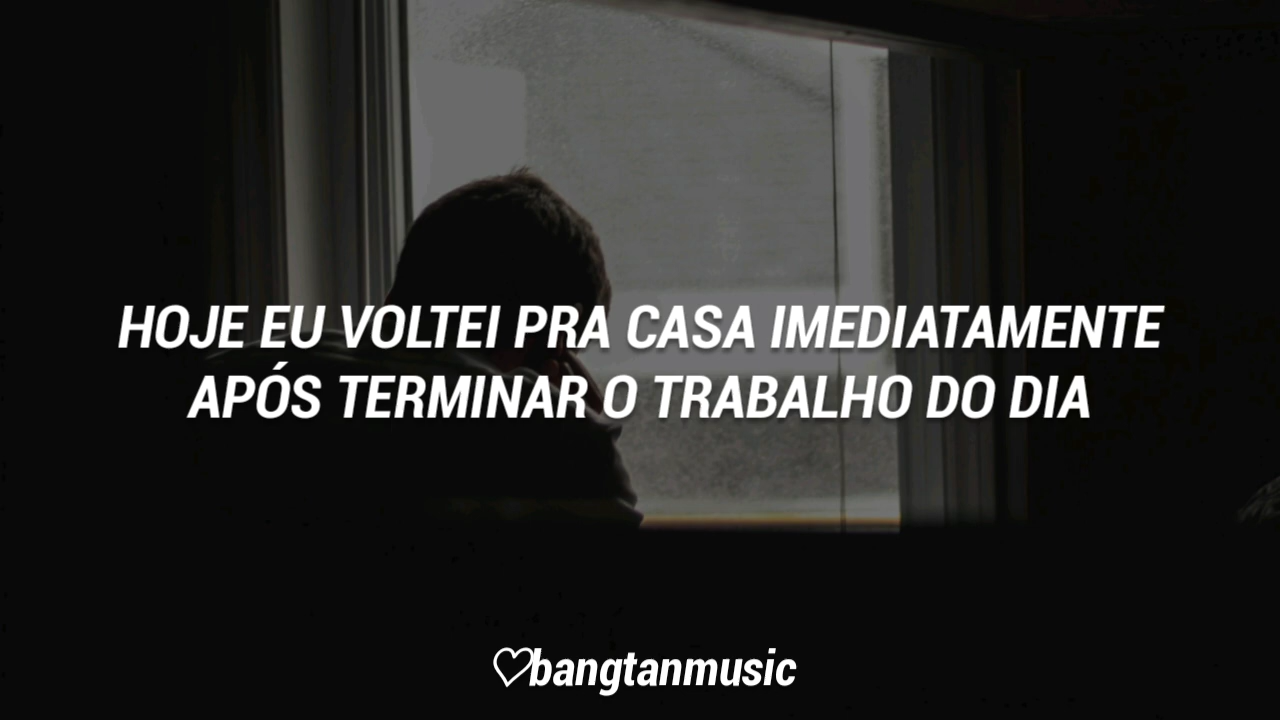 HOJE EU VOLTEI PRA CASA IMEDIATAMENTE
APÓS TERMINAR O TRABALHO DO DIA
♡bangtanmusic